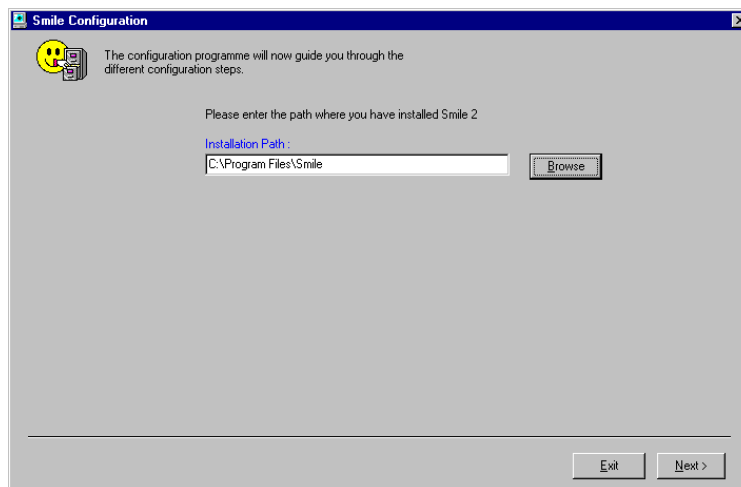 Smile Configuration
The configuration programme will now guide you through the
different configuration steps.
Please enter the path where you have installed Smile 2
Installation Path :
C:\Program Files\Smile
Browse
Exit
Next >